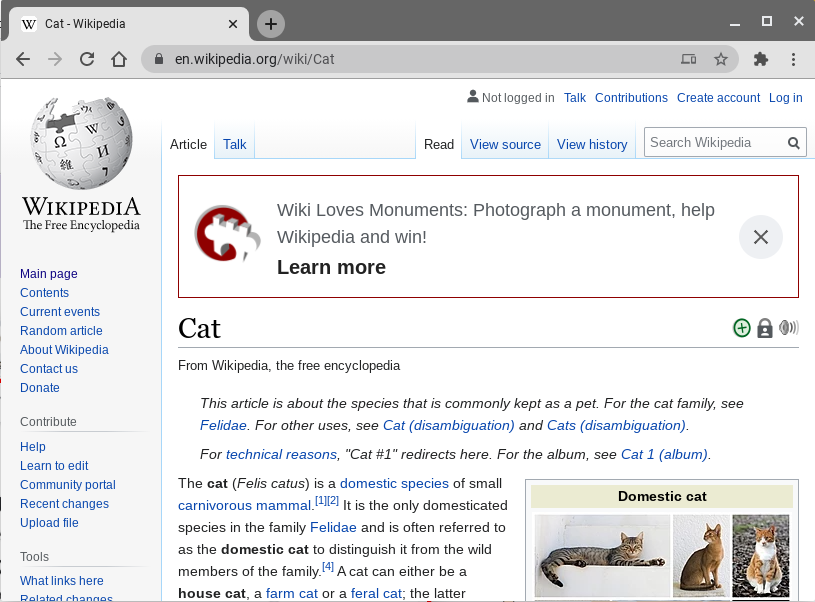 Cat - Wikipedia
en.wikipedia.org/wiki/Cat
Not logged in Talk Contributions Create account Log in
Article Talk Read View source View history Search Wikipedia
WIKIPEDIA
The Free Encyclopedia
Wiki Loves Monuments: Photograph a monument, help
Wikipedia and win!
Learn more
Main page
Contents
Current events
Random article
About Wikipedia
Contact us
Donate
Contribute
Help
Learn to edit
Community portal
Recent changes
Upload file
Tools
What links here
Related changes
Cat
From Wikipedia, the free encyclopedia
This article is about the species that is commonly kept as a pet. For the cat family, see
Felidae. For other uses, see Cat (disambiguation) and Cats (disambiguation).
For technical reasons, "Cat #1" redirects here. For the album, see Cat 1 (album).
The cat (Felis catus) is a domestic species of small
carnivorous mammal.[1][2] It is the only domesticated
species in the family Felidae and is often referred to
as the domestic cat to distinguish it from the wild
members of the family.[4] A cat can either be a
house cat, a farm cat or a feral cat; the latter
Domestic cat